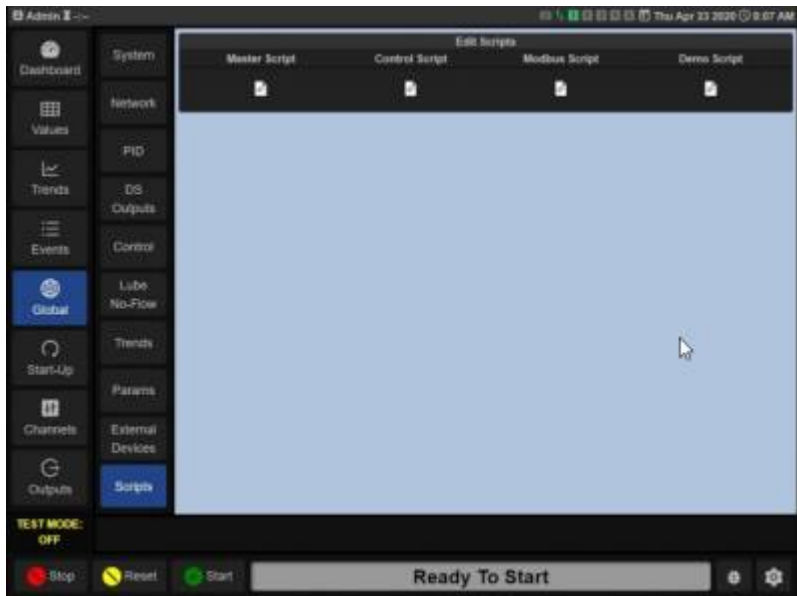 Admin
Thu Apr 23 2020 8:07 AM
Edit Scripts
Master Script Control Script Modbus Script Demo Script
Dashboard
Values
Trends
Events
Global
Start-Up
Channels
Outputs
System
Network
PID
DS
Outputs
Control
Lube
No-Flow
Trends
Params
External
Devices
Scripts
TEST MODE:
OFF
Stop Reset Start Ready To Start